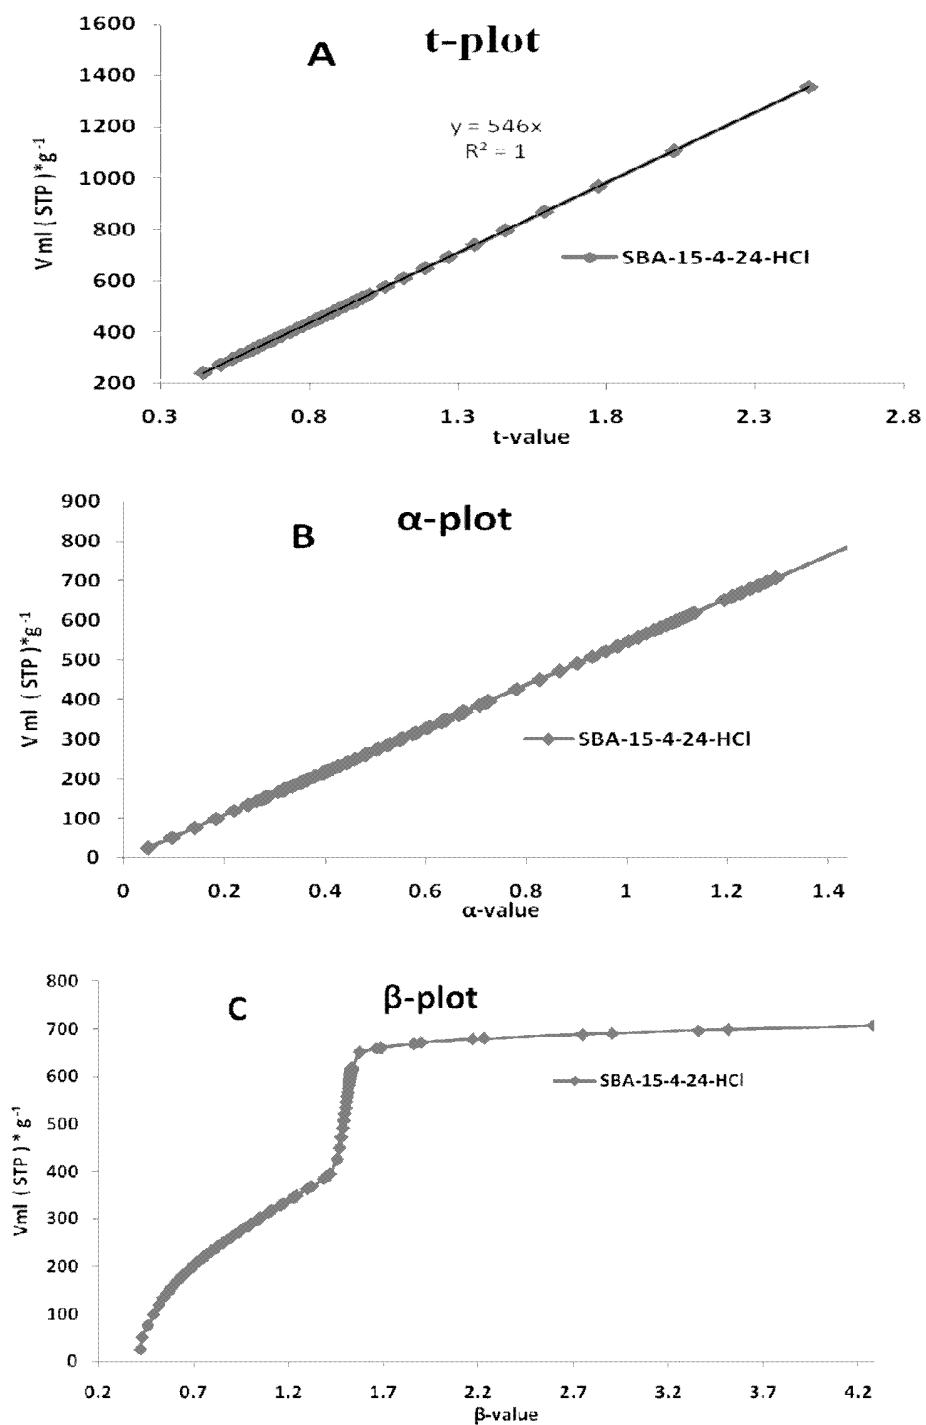 A
t-plot
1600
1400
1200
1000
800
600
400
200
y = 546x
R² = 1
SBA-15-4-24-HCl
V ml ( STP )*g⁻¹
0.3 0.8 1.3 1.8 2.3 2.8
t-value
B
α-plot
900
800
700
600
500
400
300
200
100
0
SBA-15-4-24-HCl
V ml ( STP )*g⁻¹
0 0.2 0.4 0.6 0.8 1 1.2 1.4
α-value
C
β-plot
800
700
600
500
400
300
200
100
0
SBA-15-4-24-HCl
Vml ( STP ) * g⁻¹
0.2 0.7 1.2 1.7 2.2 2.7 3.2 3.7 4.2
β-value